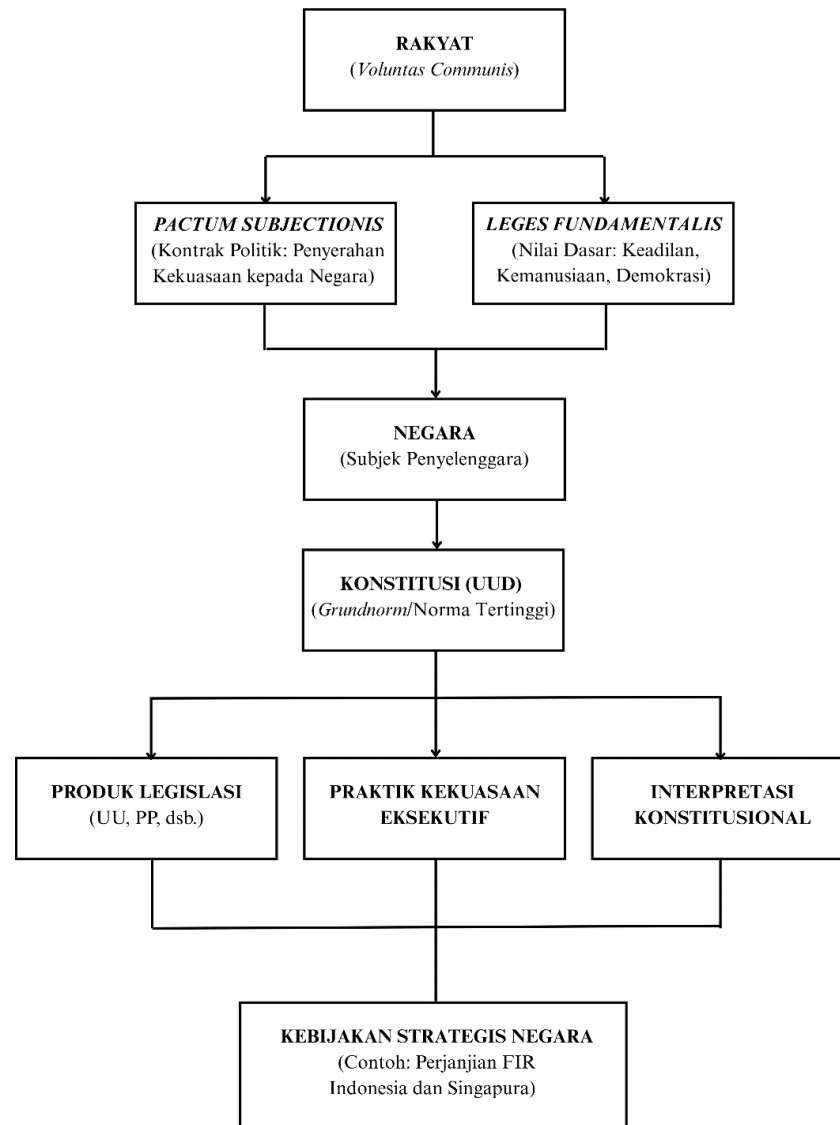 RAKYAT
(Voluntas Communis)
PACTUM SUBJECTIONIS
(Kontrak Politik: Penyerahan
Kekuasaan kepada Negara)
LEGES FUNDAMENTALIS
(Nilai Dasar: Keadilan,
Kemanusiaan, Demokrasi)
NEGARA
(Subjek Penyelenggara)
KONSTITUSI (UUD)
(Grundnorm/Norma Tertinggi)
PRODUK LEGISLASI
(UU, PP, dsb.)
PRAKTIK KEKUASAAN
EKSEKUTIF
INTERPRETASI
KONSTITUSIONAL
KEBIJAKAN STRATEGIS NEGARA
(Contoh: Perjanjian FIR
Indonesia dan Singapura)